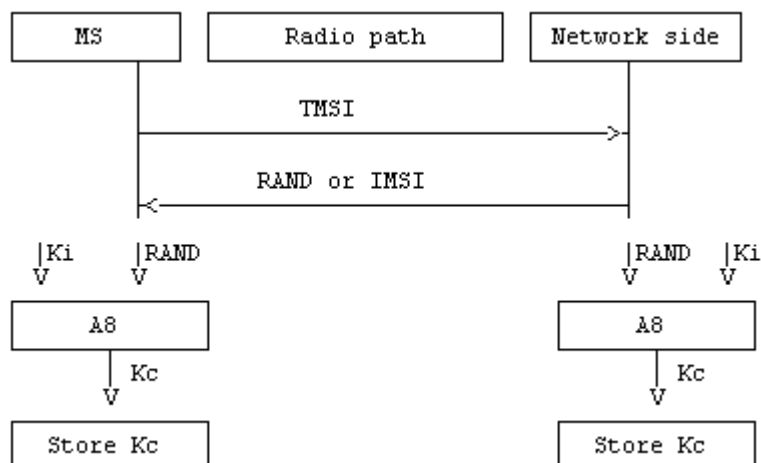 MS Radio path Network side
TMSI
RAND or IMSI
Ki RAND RAND Ki
A8 A8
Kc Kc
Store Kc Store Kc